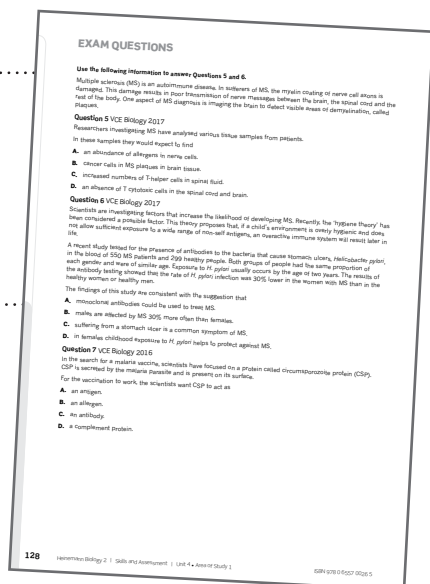 EXAM QUESTIONS
Use the following information to answer Questions 5 and 6.
Multiple sclerosis (MS) is an autoimmune disease. In sufferers of MS, the myelin coating of nerve cell axons is
damaged. This damage results in poor transmission of nerve messages between the brain, the spinal cord and the
rest of the body. One aspect of MS diagnosis is imaging the brain to detect visible areas of demyelination, called
plaques.
Question 5 VCE Biology 2017
Researchers investigating MS have analysed various tissue samples from patients.
In these samples they would expect to find
A. an abundance of allergens in nerve cells.
B. cancer cells in MS plaques in brain tissue.
C. increased numbers of T-helper cells in spinal fluid.
D. an absence of T cytotoxic cells in the spinal cord and brain.
Question 6 VCE Biology 2017
Scientists are investigating factors that increase the likelihood of developing MS. Recently, the 'hygiene theory' has
been considered a possible factor. This theory proposes that, if a child's environment is overly hygienic and does
not allow sufficient exposure to a wide range of non-self antigens, an overactive immune system will result later in
life.
A recent study tested for the presence of antibodies to the bacteria that cause stomach ulcers, Helicobacter pylori,
in the blood of 550 MS patients and 299 healthy people. Both groups of people had the same proportion of
each gender and were of similar age. Exposure to H. pylori usually occurs by the age of two years. The results of
the antibody testing showed that the rate of H. pylori infection was 30% lower in the women with MS than in the
healthy women or healthy men.
The findings of this study are consistent with the suggestion that
A. monoclonal antibodies could be used to treat MS.
B. males are affected by MS 30% more often than females.
C. suffering from a stomach ulcer is a common symptom of MS.
D. in females childhood exposure to H. pylori helps to protect against MS.
Question 7 VCE Biology 2016
In the search for a malaria vaccine, scientists have focused on a protein called circumsporozoite protein (CSP).
CSP is secreted by the malaria parasite and is present on its surface.
For the vaccination to work, the scientists want CSP to act as
A. an antigen.
B. an allergen.
C. an antibody.
D. a complement protein.
128 Heinemann Biology 2 | Skills and Assessment | Unit 4 • Area of Study 1
ISBN 978 0 6557 0026 5